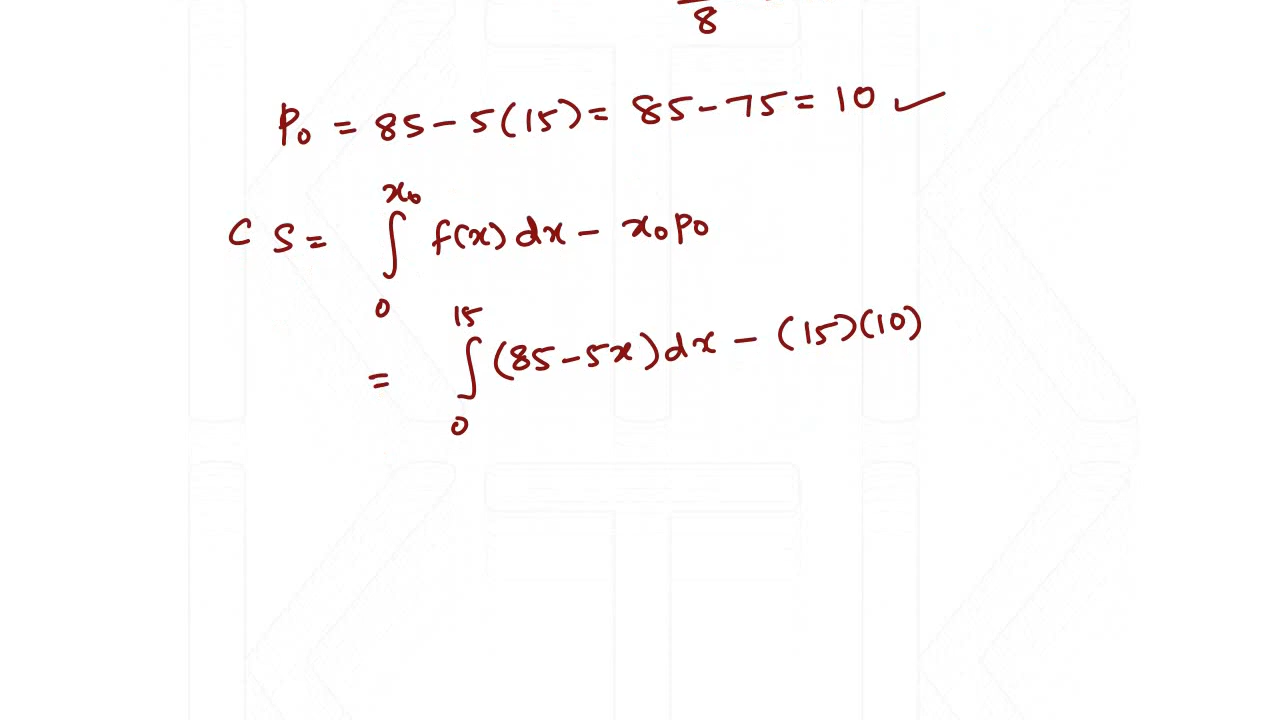 8
P₀ = 85 - 5(15) = 85 - 75 = 10 ✓
CS = ∫₀^x₀ f(x) dx - x₀p₀
= ∫₀^15 (85 - 5x) dx - (15)(10)